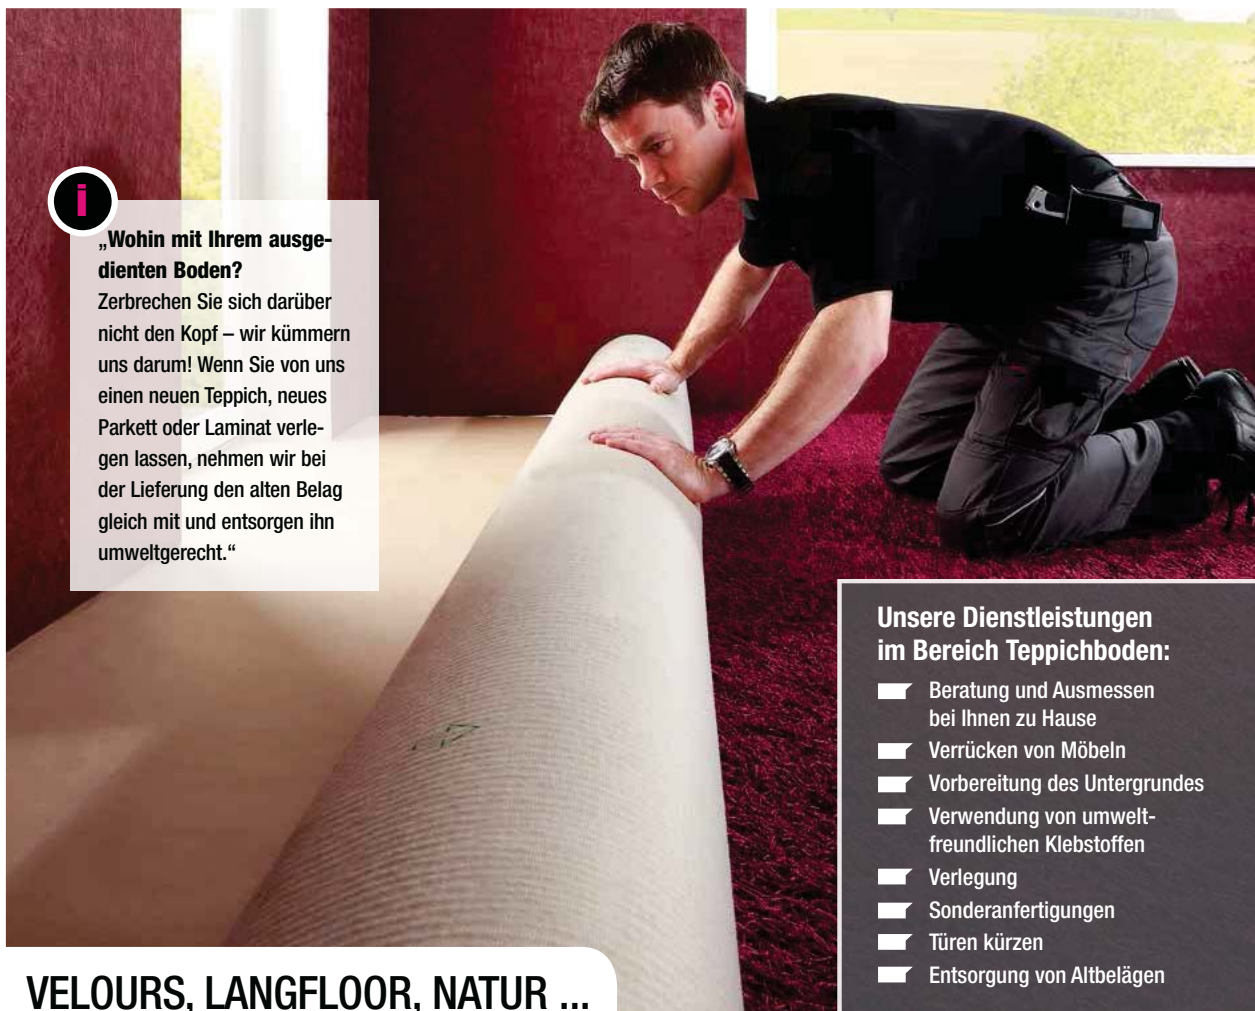 i
„Wohin mit Ihrem ausge-
dienten Boden?
Zerbrechen Sie sich darüber
nicht den Kopf – wir kümmern
uns darum! Wenn Sie von uns
einen neuen Teppich, neues
Parkett oder Laminat verle-
gen lassen, nehmen wir bei
der Lieferung den alten Belag
gleich mit und entsorgen ihn
umweltgerecht.“
Unsere Dienstleistungen
im Bereich Teppichboden:
Beratung und Ausmessen
bei Ihnen zu Hause
Verrücken von Möbeln
Vorbereitung des Untergrundes
Verwendung von umwelt-
freundlichen Klebstoffen
Verlegung
Sonderanfertigungen
Türen kürzen
Entsorgung von Altbelägen
VELOURS, LANGFLOOR, NATUR ...